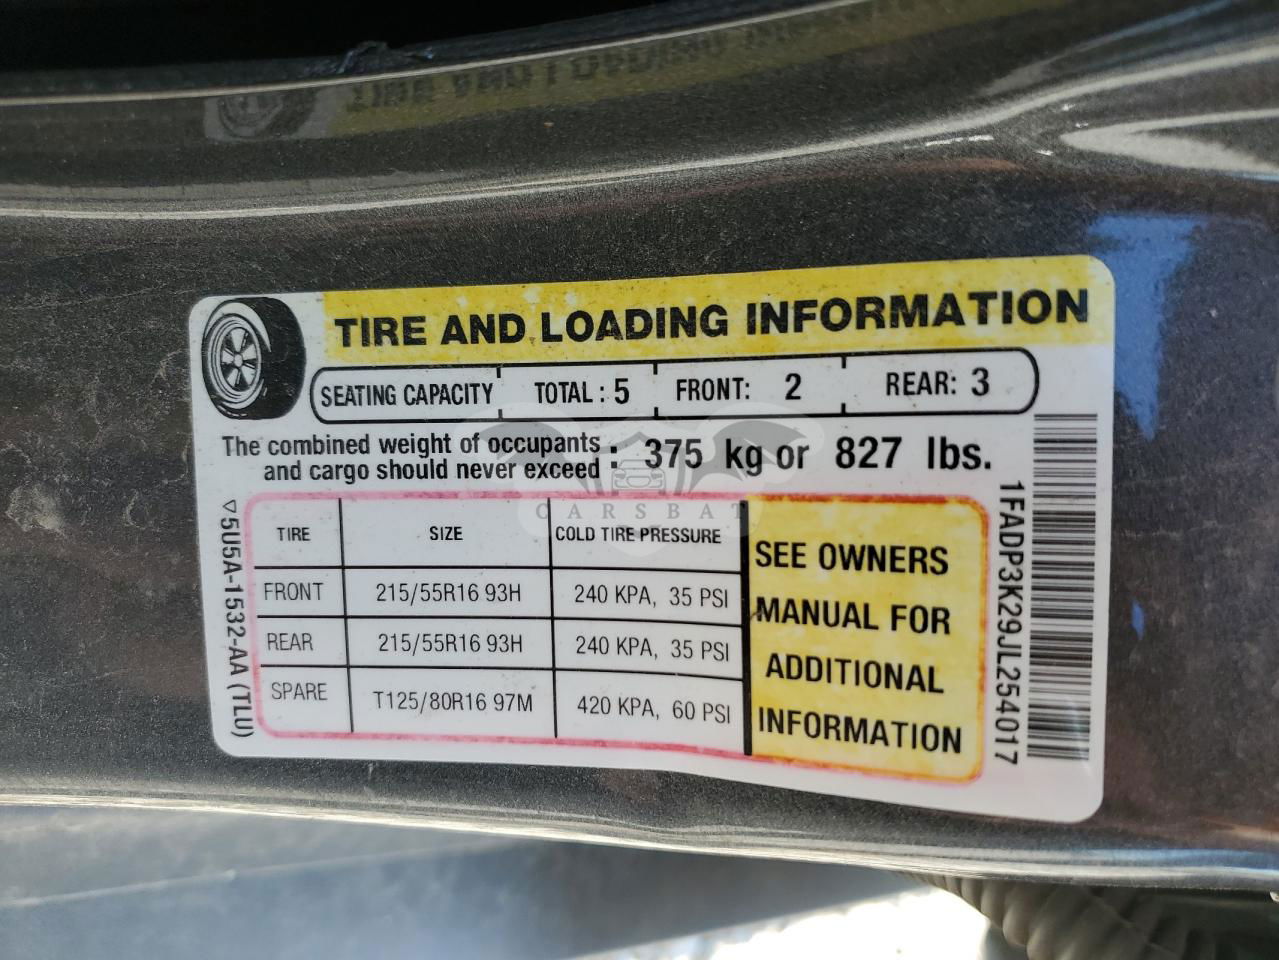 TIRE AND LOADING INFORMATION
SEATING CAPACITY TOTAL : 5 FRONT: 2 REAR: 3
The combined weight of occupants
and cargo should never exceed : 375 kg or 827 lbs.
TIRE SIZE COLD TIRE PRESSURE
FRONT 215/55R16 93H 240 KPA, 35 PSI
REAR 215/55R16 93H 240 KPA, 35 PSI
SPARE T125/80R16 97M 420 KPA, 60 PSI
SEE OWNERS
MANUAL FOR
ADDITIONAL
INFORMATION
▽5U5A-1532-AA (TLU)
1FADP3K29JL254017
CARSBAT
TIRE AND LOADING